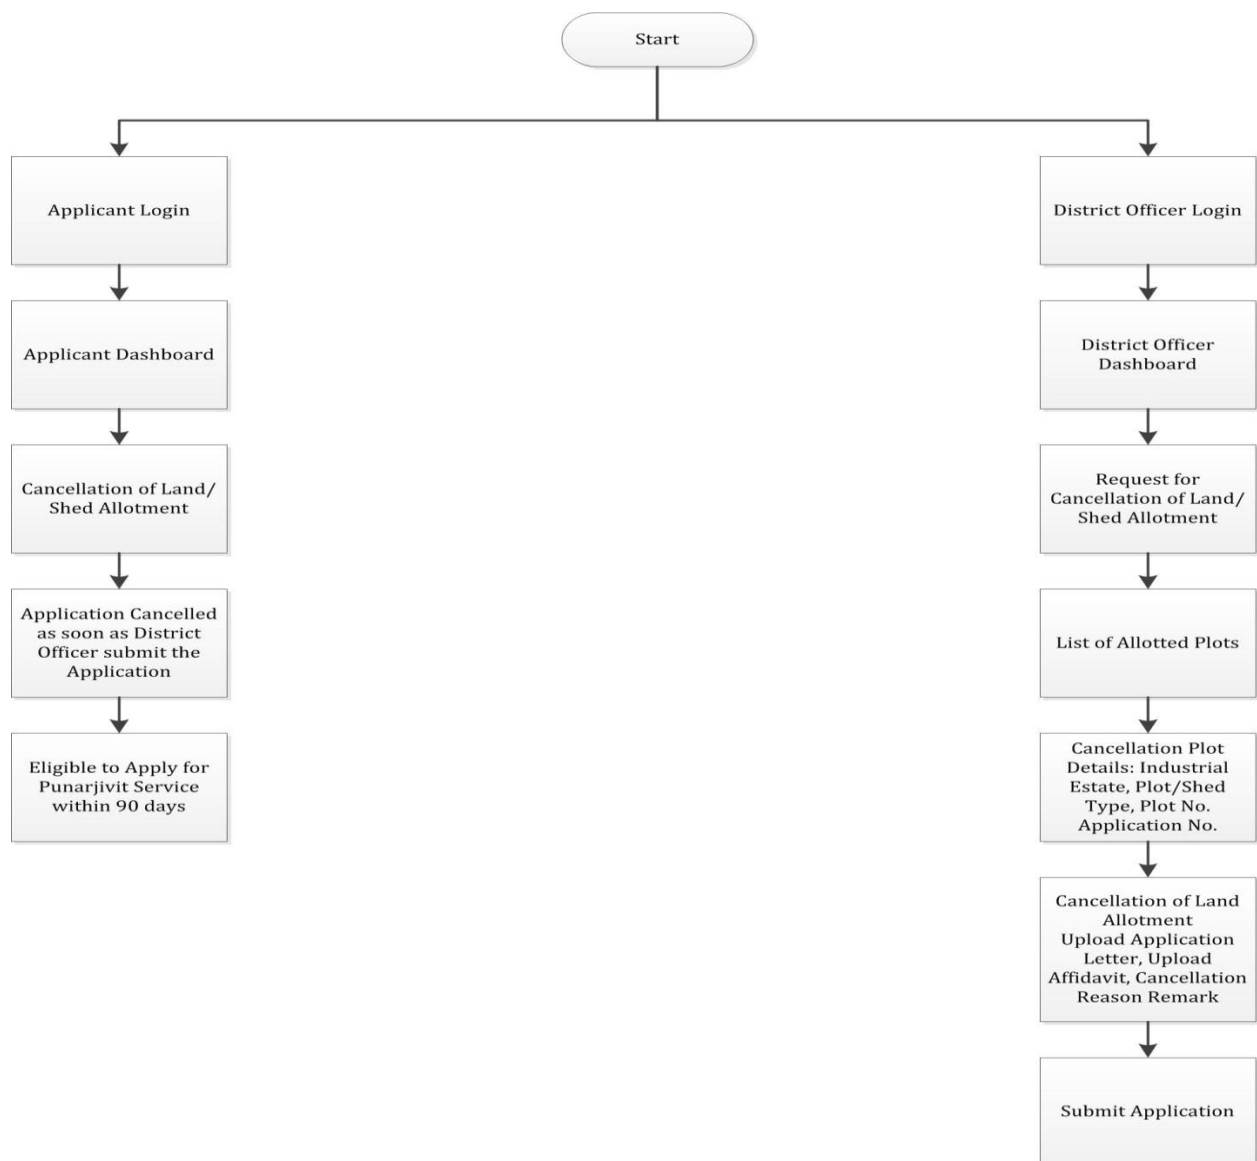 Start
Applicant Login
Applicant Dashboard
Cancellation of Land/
Shed Allotment
Application Cancelled
as soon as District
Officer submit the
Application
Eligible to Apply for
Punarjivit Service
within 90 days
District Officer Login
District Officer
Dashboard
Request for
Cancellation of Land/
Shed Allotment
List of Allotted Plots
Cancellation Plot
Details: Industrial
Estate, Plot/Shed
Type, Plot No.
Application No.
Cancellation of Land
Allotment
Upload Application
Letter, Upload
Affidavit, Cancellation
Reason Remark
Submit Application